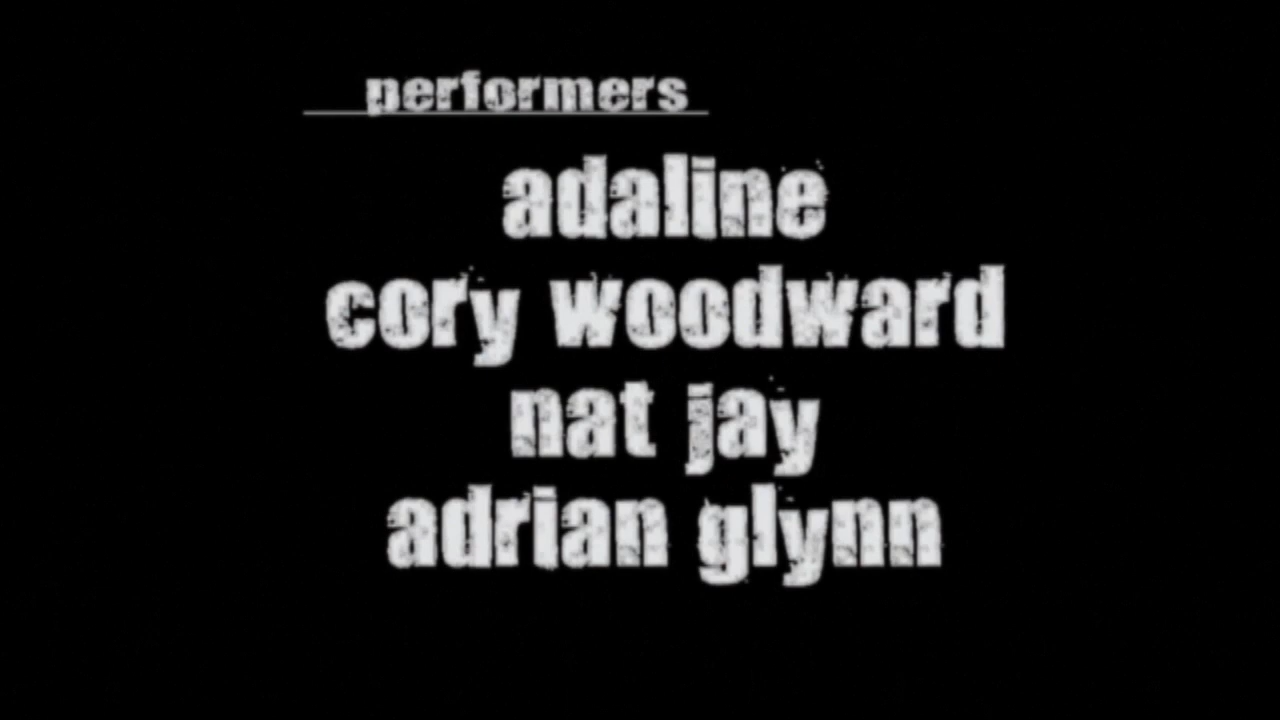 performers
adaline
cory woodward
nat jay
adrian glynn